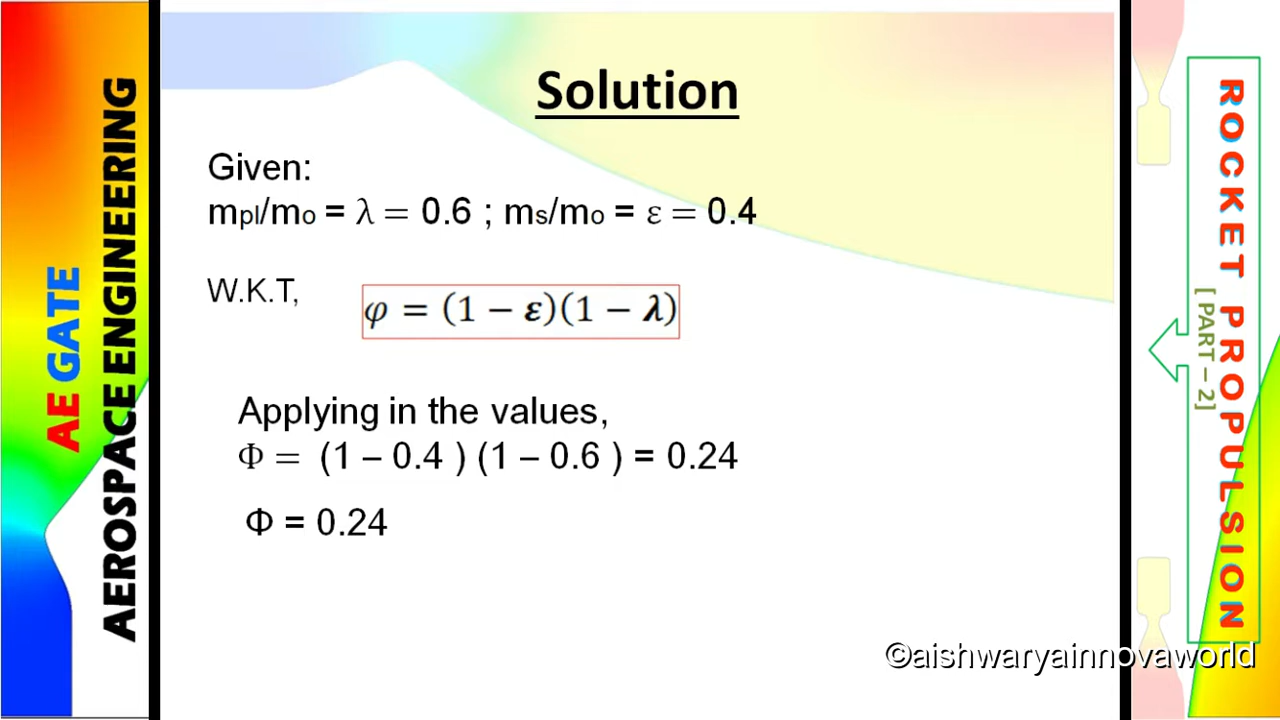 AE GATE
AEROSPACE ENGINEERING
Solution
Given:
mpl/mo = λ = 0.6 ; ms/mo = ε = 0.4
W.K.T,
φ = (1 − ε)(1 − λ)
Applying in the values,
Φ = (1 – 0.4 ) (1 – 0.6 ) = 0.24
Φ = 0.24
ROCKET PROPULSION
[ PART – 2]
©aishwaryainnovaworld